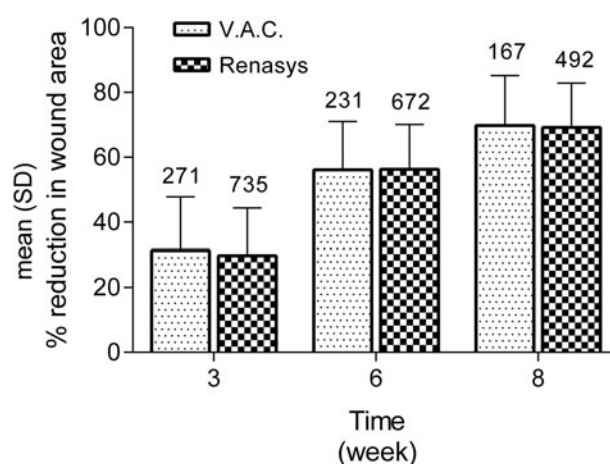 100
80
60
40
20
0
mean (SD)
% reduction in wound area
V.A.C.
Renasys
271
735
231
672
167
492
3
6
8
Time
(week)